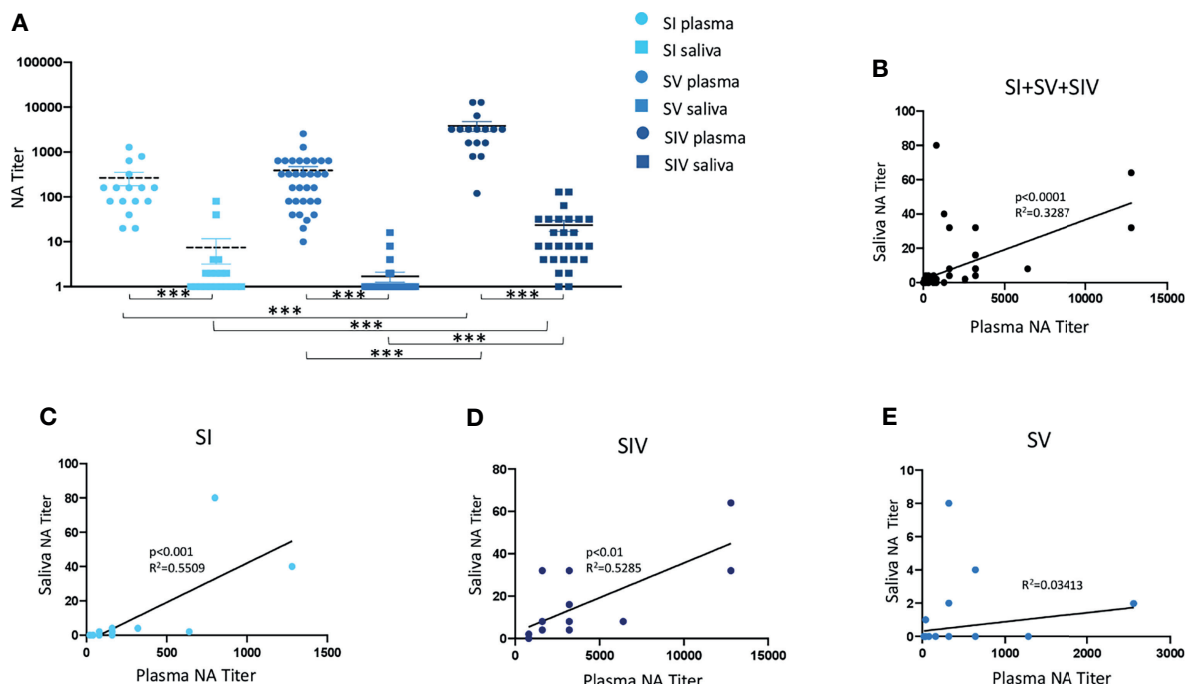 A
SI plasma
SI saliva
SV plasma
SV saliva
SIV plasma
SIV saliva
NA Titer
100000
10000
1000
100
10
1
*** *** ***
***
***
***
***
B
SI+SV+SIV
Saliva NA Titer
100
80
60
40
20
0
p<0.0001
R²=0.3287
0 5000 10000 15000
Plasma NA Titer
C
SI
Saliva NA Titer
100
80
60
40
20
0
p<0.001
R²=0.5509
0 500 1000 1500
Plasma NA Titer
D
SIV
Saliva NA Titer
80
60
40
20
0
p<0.01
R²=0.5285
0 5000 10000 15000
Plasma NA Titer
E
SV
Saliva NA Titer
10
8
6
4
2
0
R²=0.03413
0 1000 2000 3000
Plasma NA Titer